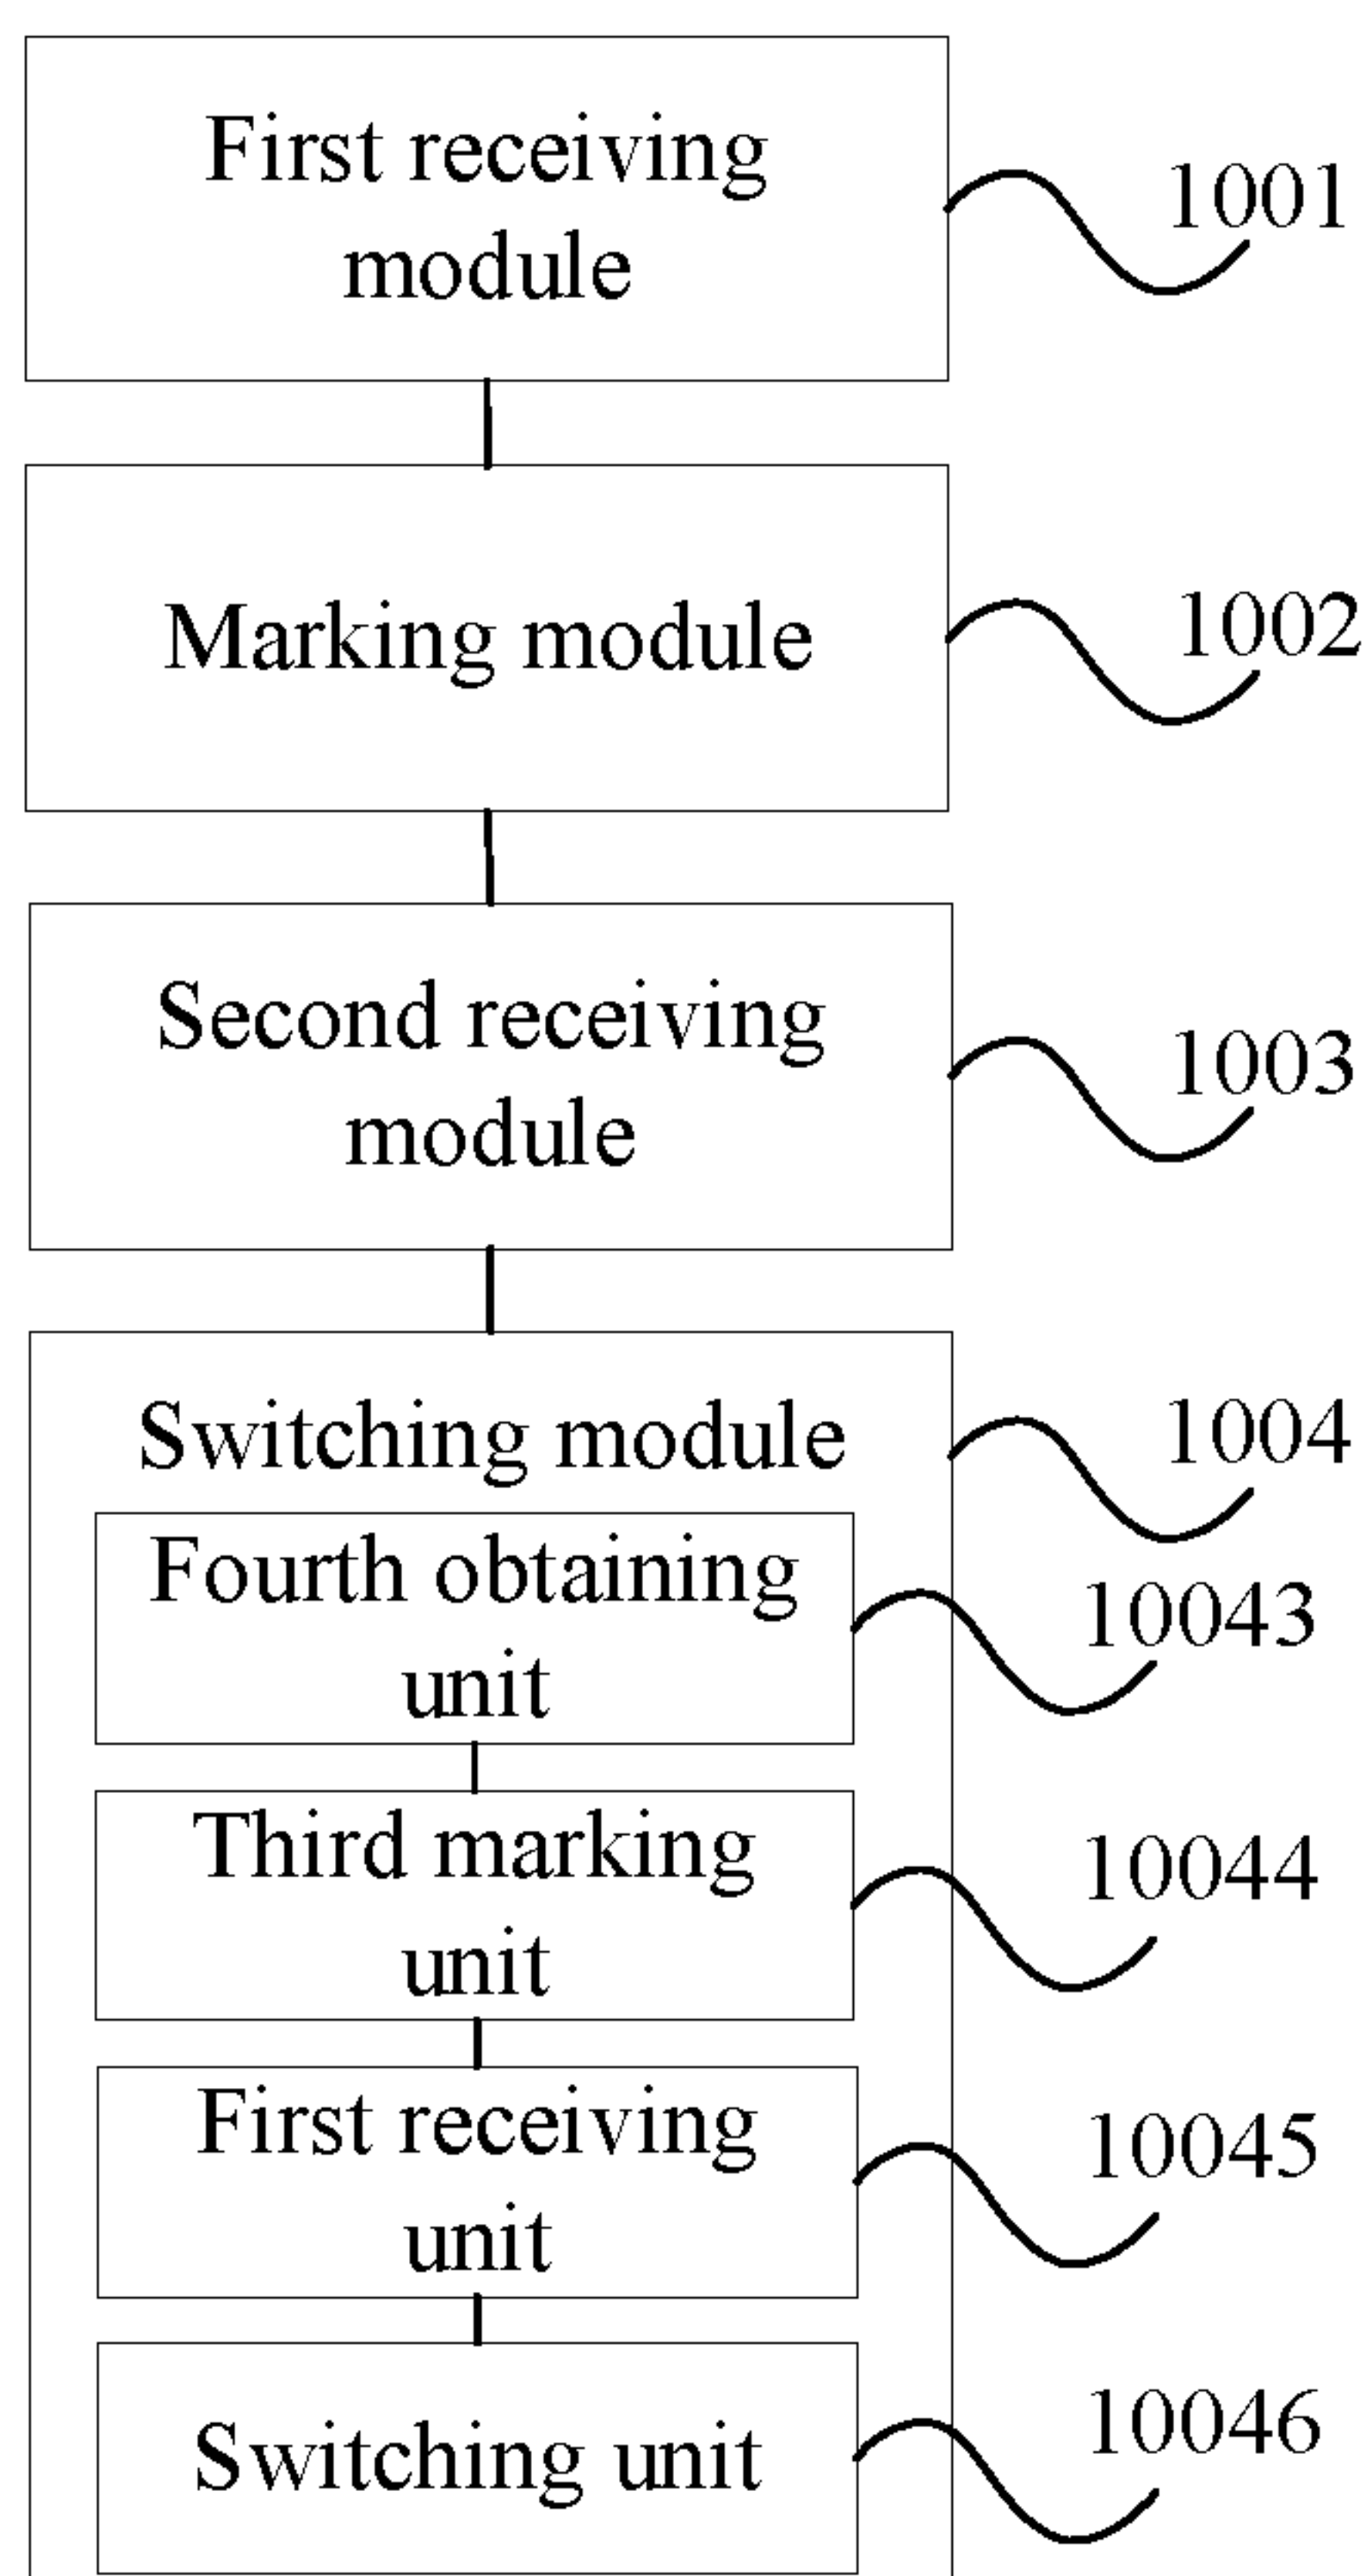 First receiving
module
1001
Marking module
1002
Second receiving
module
1003
Switching module
1004
Fourth obtaining
unit
10043
Third marking
unit
10044
First receiving
unit
10045
Switching unit
10046